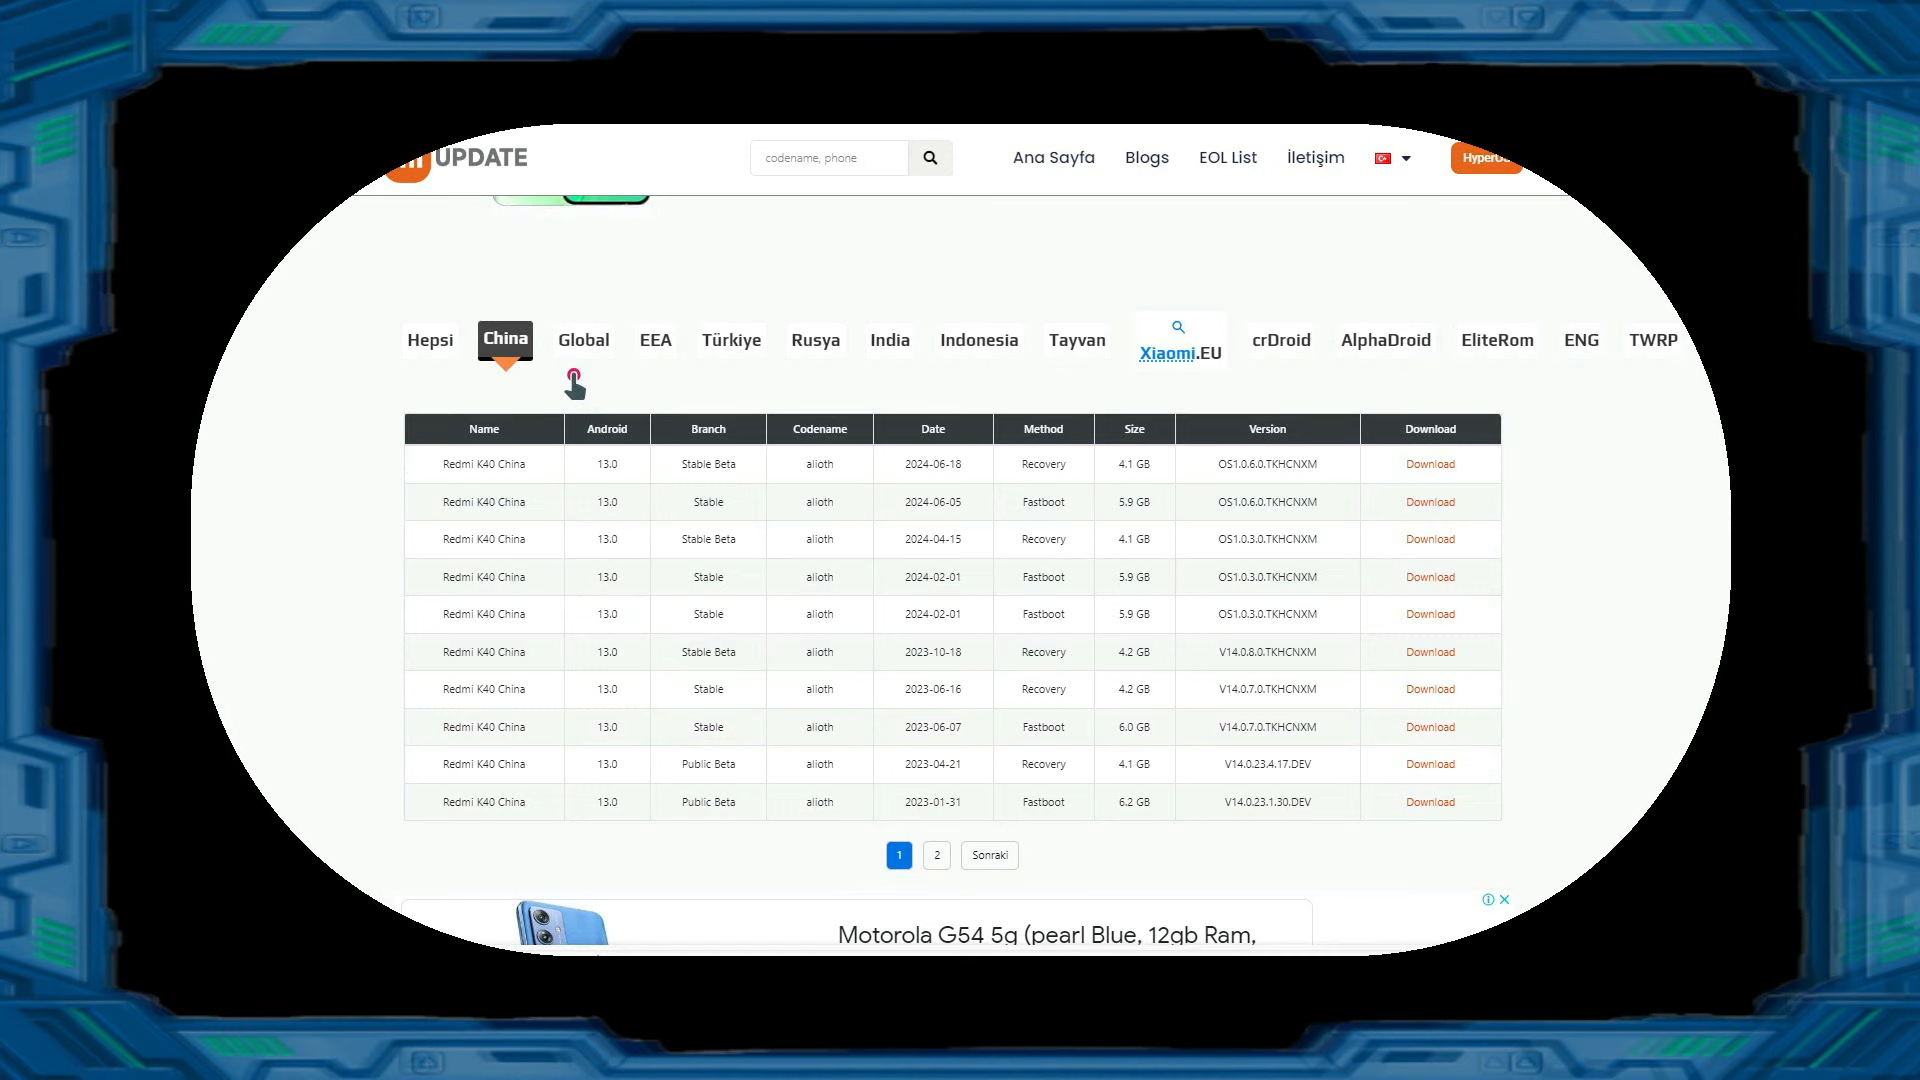 UPDATE
codename, phone
Ana Sayfa Blogs EOL List İletişim
Hepsi China Global EEA Türkiye Rusya India Indonesia Tayvan Xiaomi.EU crDroid AlphaDroid EliteRom ENG TWRP
Name Android Branch Codename Date Method Size Version Download
Redmi K40 China 13.0 Stable Beta alioth 2024-06-18 Recovery 4.1 GB OS1.0.6.0.TKHCNXM Download
Redmi K40 China 13.0 Stable alioth 2024-06-05 Fastboot 5.9 GB OS1.0.6.0.TKHCNXM Download
Redmi K40 China 13.0 Stable Beta alioth 2024-04-15 Recovery 4.1 GB OS1.0.3.0.TKHCNXM Download
Redmi K40 China 13.0 Stable alioth 2024-02-01 Fastboot 5.9 GB OS1.0.3.0.TKHCNXM Download
Redmi K40 China 13.0 Stable alioth 2024-02-01 Fastboot 5.9 GB OS1.0.3.0.TKHCNXM Download
Redmi K40 China 13.0 Stable Beta alioth 2023-10-18 Recovery 4.2 GB V14.0.8.0.TKHCNXM Download
Redmi K40 China 13.0 Stable alioth 2023-06-16 Recovery 4.2 GB V14.0.7.0.TKHCNXM Download
Redmi K40 China 13.0 Stable alioth 2023-06-07 Fastboot 6.0 GB V14.0.7.0.TKHCNXM Download
Redmi K40 China 13.0 Public Beta alioth 2023-04-21 Recovery 4.1 GB V14.0.23.4.17.DEV Download
Redmi K40 China 13.0 Public Beta alioth 2023-01-31 Fastboot 6.2 GB V14.0.23.1.30.DEV Download
1 2 Sonraki
Motorola G54 5g (pearl Blue, 12gb Ram,